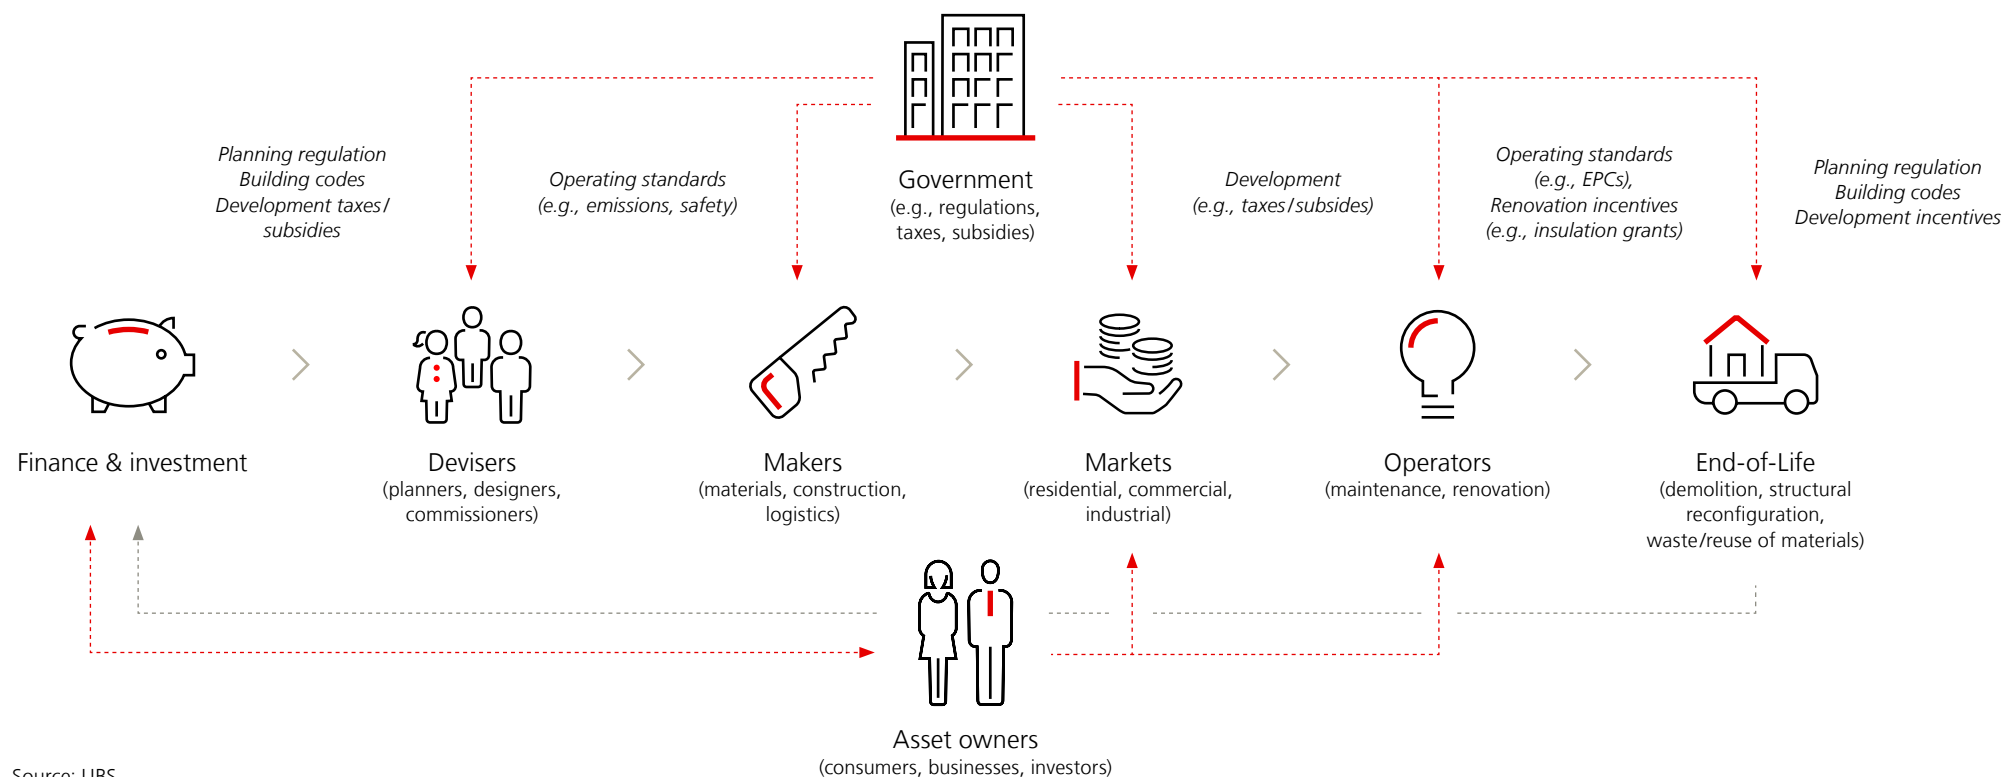 Planning regulation
Building codes
Development taxes/
subsidies
Operating standards
(e.g., emissions, safety)
Government
(e.g., regulations,
taxes, subsidies)
Development
(e.g., taxes/subsides)
Operating standards
(e.g., EPCs),
Renovation incentives
(e.g., insulation grants)
Planning regulation
Building codes
Development incentives
Finance & investment
Devisers
(planners, designers,
commissioners)
Makers
(materials, construction,
logistics)
Markets
(residential, commercial,
industrial)
Operators
(maintenance, renovation)
End-of-Life
(demolition, structural
reconfiguration,
waste/reuse of materials)
Asset owners
(consumers, businesses, investors)
Source: UBS